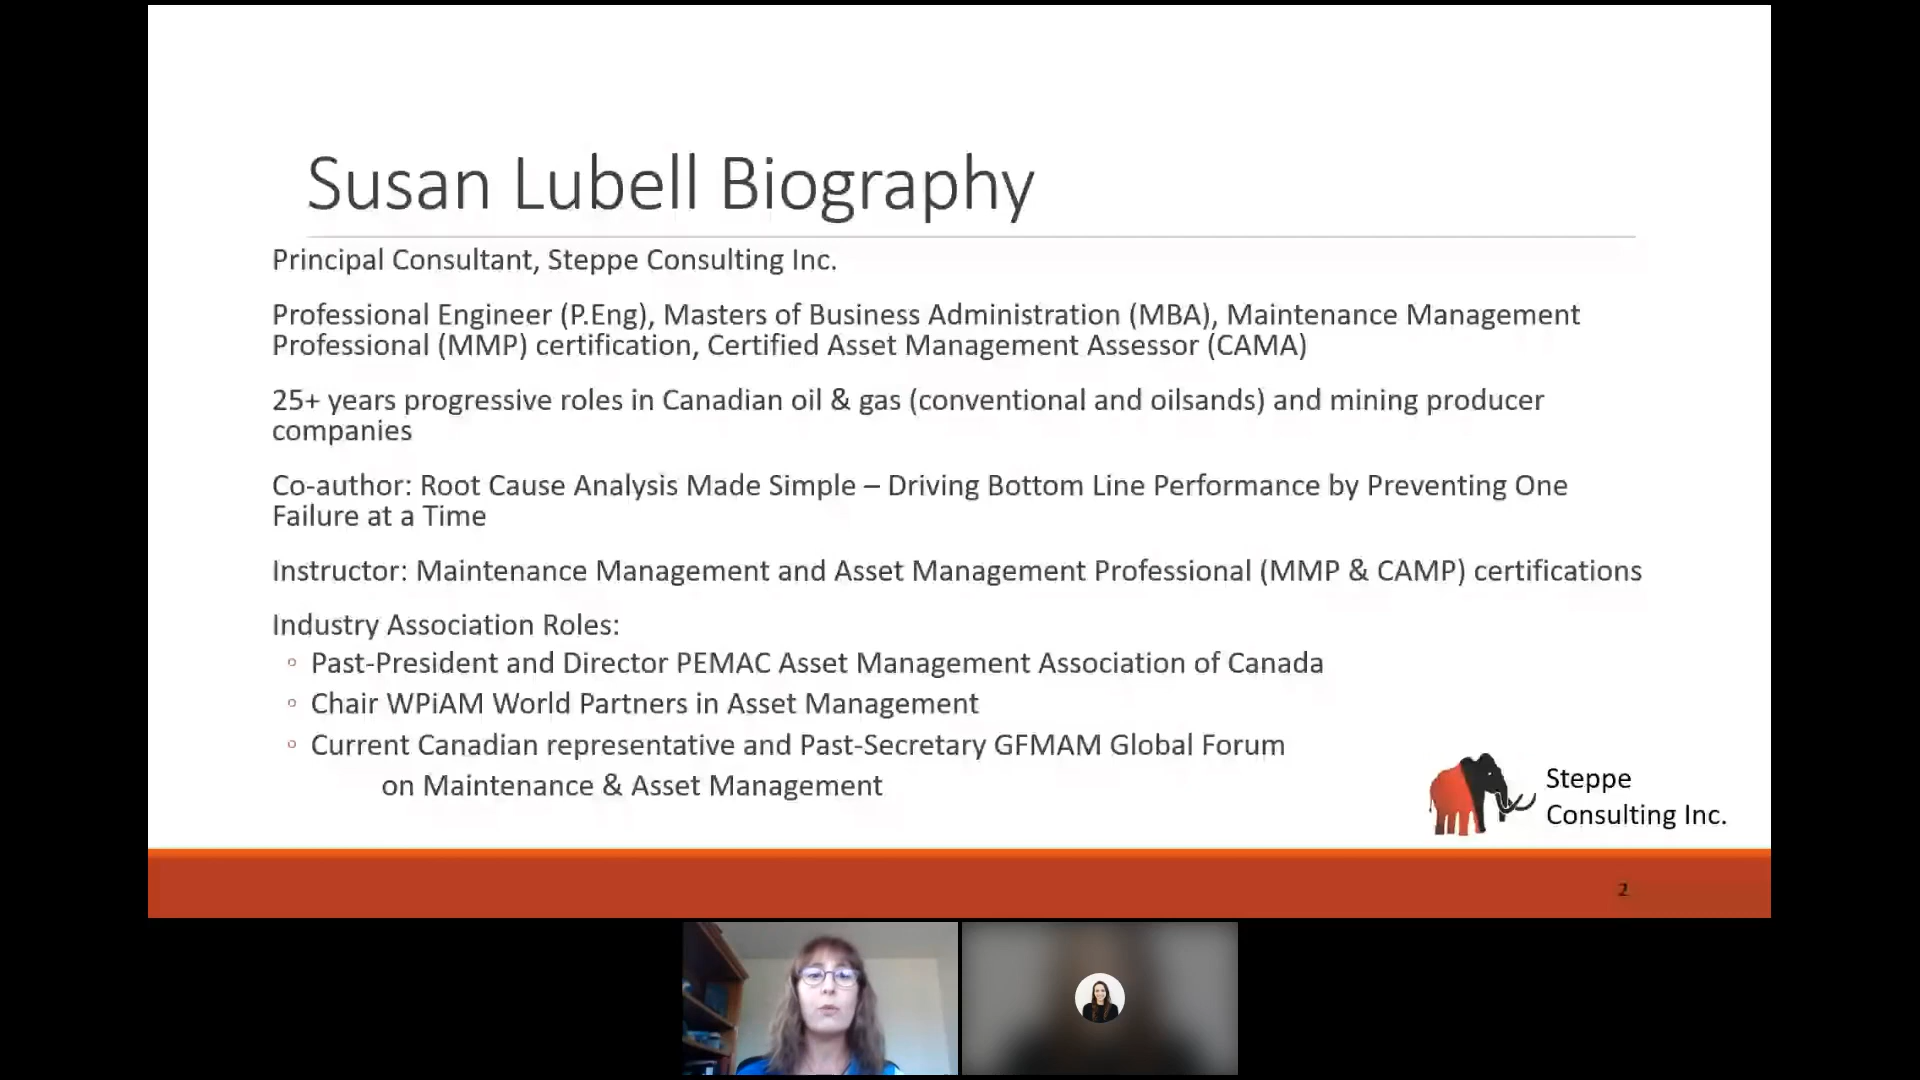 Susan Lubell Biography
Principal Consultant, Steppe Consulting Inc.
Professional Engineer (P.Eng), Masters of Business Administration (MBA), Maintenance Management
Professional (MMP) certification, Certified Asset Management Assessor (CAMA)
25+ years progressive roles in Canadian oil & gas (conventional and oilsands) and mining producer
companies
Co-author: Root Cause Analysis Made Simple – Driving Bottom Line Performance by Preventing One
Failure at a Time
Instructor: Maintenance Management and Asset Management Professional (MMP & CAMP) certifications
Industry Association Roles:
Past-President and Director PEMAC Asset Management Association of Canada
Chair WPiAM World Partners in Asset Management
Current Canadian representative and Past-Secretary GFMAM Global Forum
on Maintenance & Asset Management
Steppe
Consulting Inc.
2